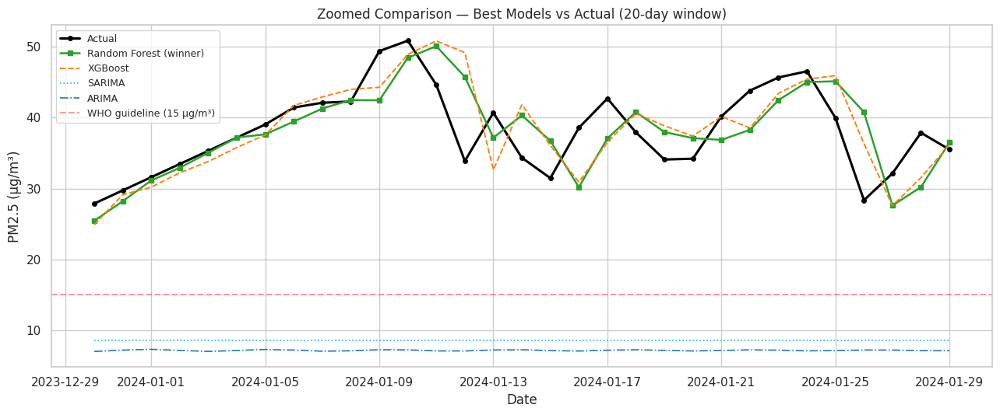 Zoomed Comparison — Best Models vs Actual (20-day window)
Actual
Random Forest (winner)
XGBoost
SARIMA
ARIMA
WHO guideline (15 µg/m³)
PM2.5 (µg/m³)
50
40
30
20
10
2023-12-29 2024-01-01 2024-01-05 2024-01-09 2024-01-13 2024-01-17 2024-01-21 2024-01-25 2024-01-29
Date